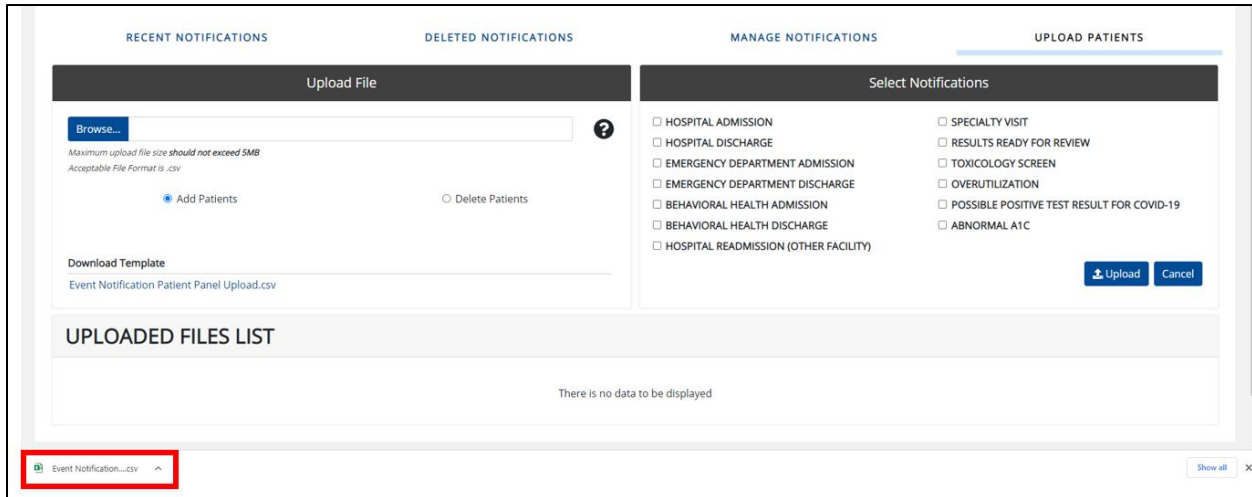 RECENT NOTIFICATIONS
DELETED NOTIFICATIONS
MANAGE NOTIFICATIONS
UPLOAD PATIENTS
Upload File
Browse...
Maximum upload file size should not exceed 5MB
Acceptable File Format is .csv
Add Patients
Delete Patients
Download Template
Event Notification Patient Panel Upload.csv
Select Notifications
HOSPITAL ADMISSION
HOSPITAL DISCHARGE
EMERGENCY DEPARTMENT ADMISSION
EMERGENCY DEPARTMENT DISCHARGE
BEHAVIORAL HEALTH ADMISSION
BEHAVIORAL HEALTH DISCHARGE
HOSPITAL READMISSION (OTHER FACILITY)
SPECIALTY VISIT
RESULTS READY FOR REVIEW
TOXICOLOGY SCREEN
OVERUTILIZATION
POSSIBLE POSITIVE TEST RESULT FOR COVID-19
ABNORMAL A1C
Upload
Cancel
UPLOADED FILES LIST
There is no data to be displayed
Event Notification....csv
Show all